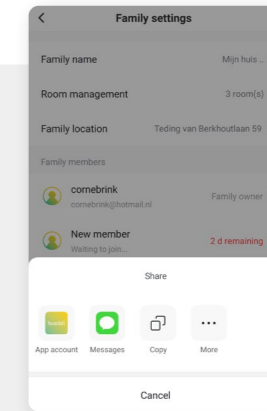 Family settings
Family name Mijn huis...
Room management 3 room(s)
Family location Teding van Berkhoutlaan 59
Family members
cornebrink Family owner
cornebrink@hotmail.nl
New member 2 d remaining
Waiting to join...
Share
App account Messages Copy More
Cancel